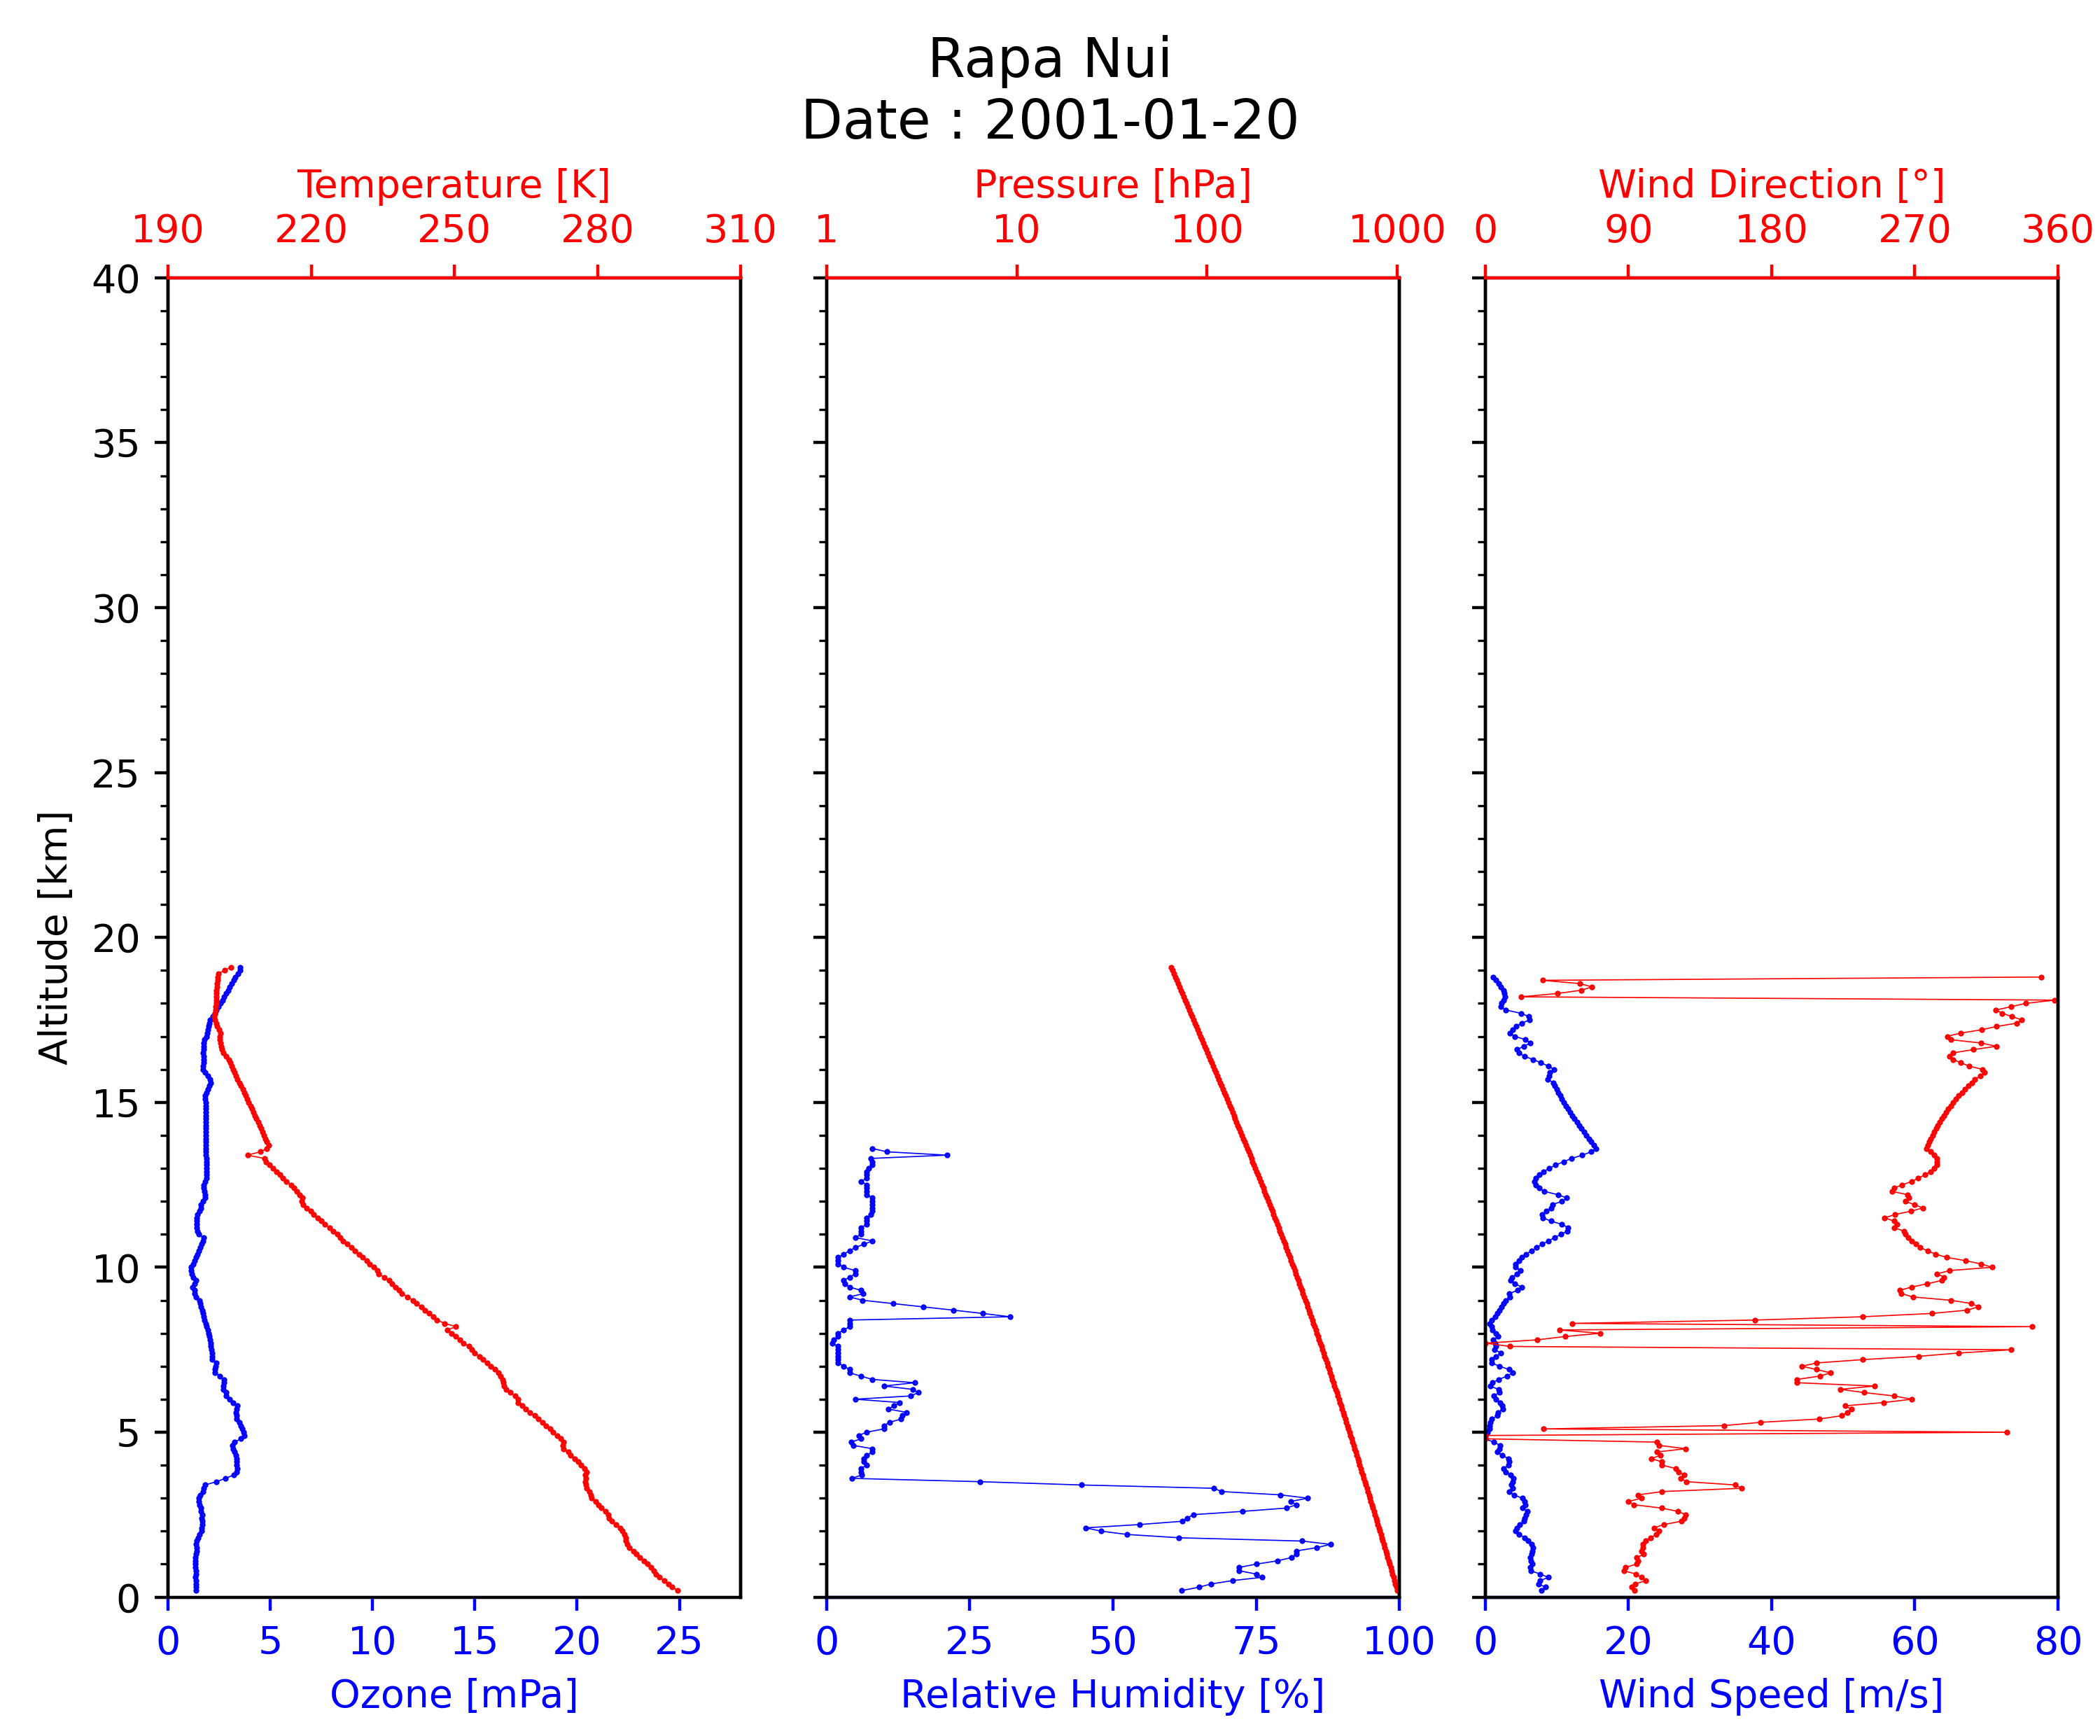 Rapa Nui
Date : 2001-01-20
Temperature [K] Pressure [hPa] Wind Direction [°]
190 220 250 280 310 1 10 100 1000 0 90 180 270 360
40
35
30
25
20
15
10
5
0
Altitude [km]
0 5 10 15 20 25 0 25 50 75 100 0 20 40 60 80
Ozone [mPa] Relative Humidity [%] Wind Speed [m/s]